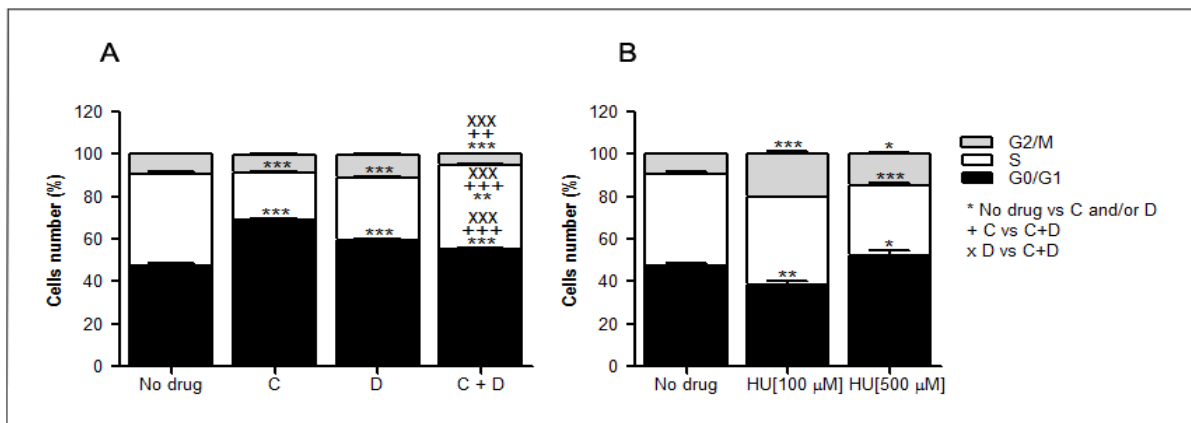 A
Cells number (%)
120
100
80
60
40
20
0
***
***
***
***
xxx
++
***
xxx
+++
**
xxx
+++
***
No drug
C
D
C + D
B
Cells number (%)
120
100
80
60
40
20
0
***
**
*
***
*
No drug
HU[100 µM]
HU[500 µM]
G2/M
S
G0/G1
* No drug vs C and/or D
+ C vs C+D
x D vs C+D